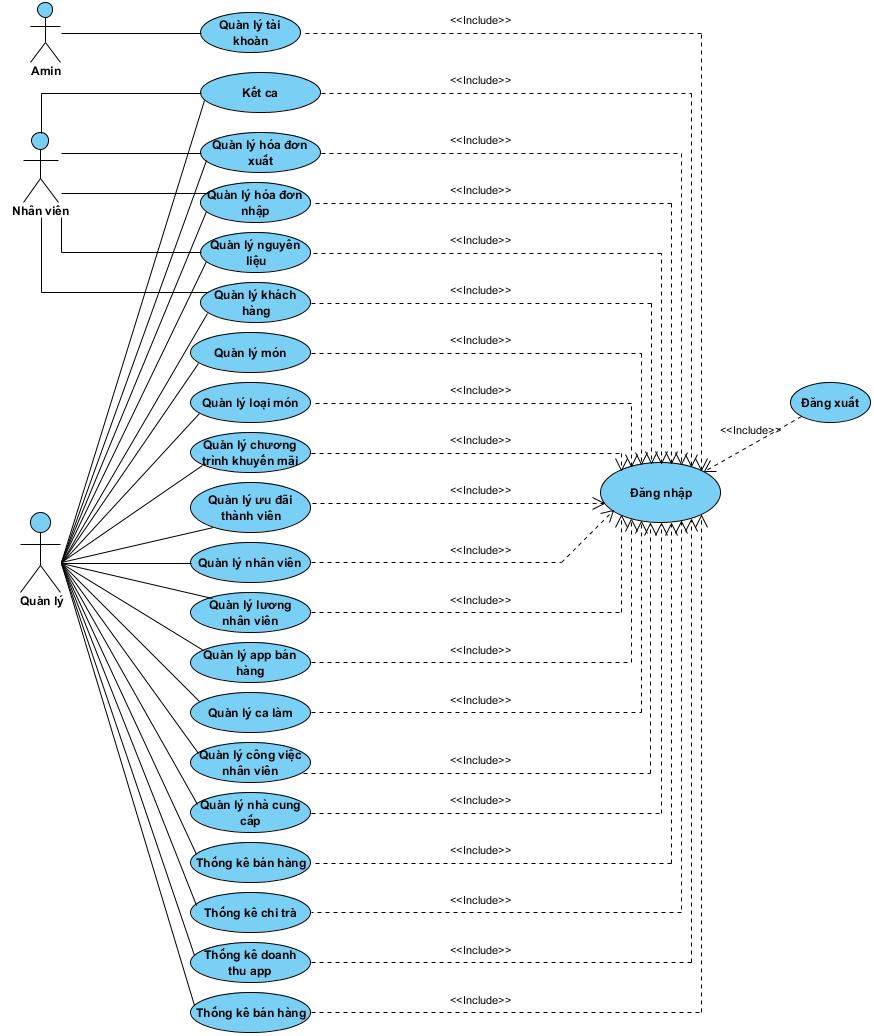 <<Include>>
Quản lý tài
khoản
Amin
<<Include>>
Kết ca
<<Include>>
Quản lý hóa đơn
xuất
<<Include>>
Nhân viên
Quản lý hóa đơn
nhập
<<Include>>
Quản lý nguyên
liệu
<<Include>>
Quản lý khách
hàng
<<Include>>
Quản lý món
<<Include>>
Quản lý loại món
Đăng xuất
<<Include>>
<<Include>>
Quản lý chương
trình khuyến mãi
<<Include>>
Quản lý ưu đãi
thành viên
Đăng nhập
<<Include>>
Quản lý nhân viên
<<Include>>
Quản lý
Quản lý lương
nhân viên
<<Include>>
Quản lý app bán
hàng
<<Include>>
Quản lý ca làm
<<Include>>
Quản lý công việc
nhân viên
<<Include>>
Quản lý nhà cung
cấp
<<Include>>
Thống kê bán hàng
<<Include>>
Thống kê chi trả
<<Include>>
Thống kê doanh
thu app
<<Include>>
Thống kê bán hàng